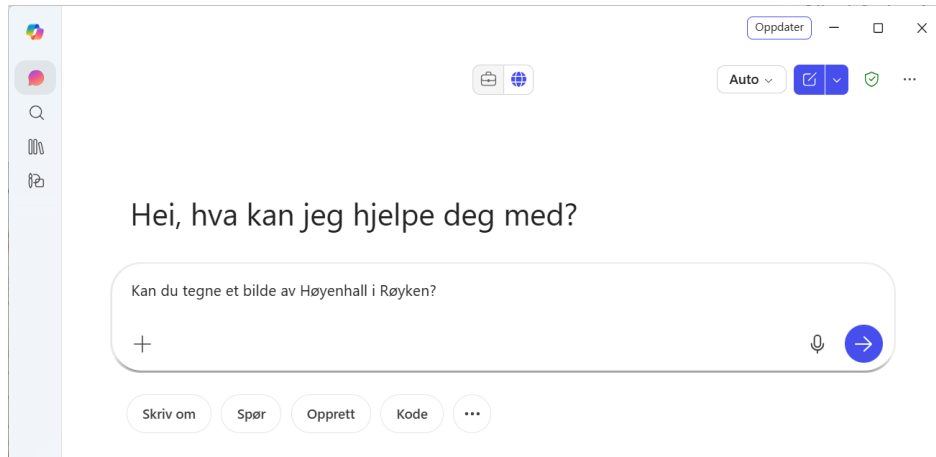 Oppdater
Auto
Hei, hva kan jeg hjelpe deg med?
Kan du tegne et bilde av Høyenhall i Røyken?
Skriv om Spør Opprett Kode